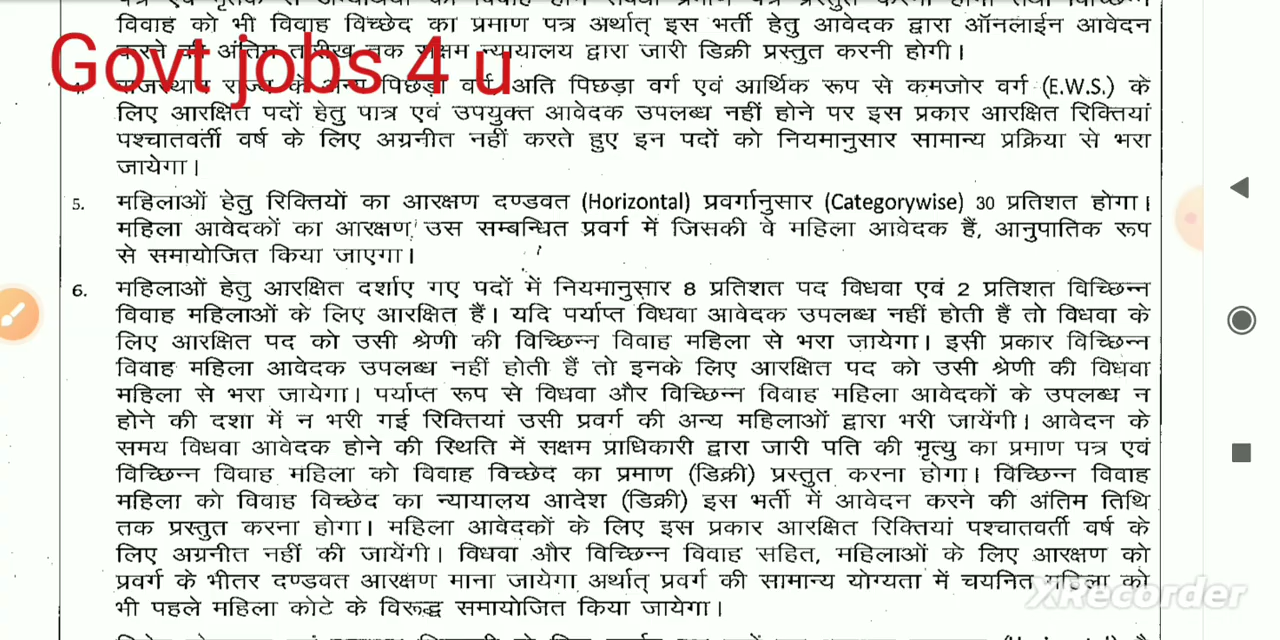 विवाह को भी विवाह विच्छेद का प्रमाण पत्र अर्थात् इस भर्ती हेतु आवेदक द्वारा ऑनलाईन आवेदन
करने की अंतिम तारीख तक सक्षम न्यायालय द्वारा जारी डिक्री प्रस्तुत करनी होगी।
Govt jobs 4 u
राजस्थान राज्य के अन्य पिछड़ा वर्ग, अति पिछड़ा वर्ग एवं आर्थिक रूप से कमजोर वर्ग (E.W.S.) के
लिए आरक्षित पदों हेतु पात्र एवं उपयुक्त आवेदक उपलब्ध नहीं होने पर इस प्रकार आरक्षित रिक्तियां
पश्चातवर्ती वर्ष के लिए अग्रनीत नहीं करते हुए इन पदों को नियमानुसार सामान्य प्रक्रिया से भरा
जायेगा।
5. महिलाओं हेतु रिक्तियों का आरक्षण दण्डवत (Horizontal) प्रवर्गानुसार (Categorywise) 30 प्रतिशत होगा।
महिला आवेदकों का आरक्षण उस सम्बन्धित प्रवर्ग में जिसकी वे महिला आवेदक हैं, आनुपातिक रूप
से समायोजित किया जाएगा।
6. महिलाओं हेतु आरक्षित दर्शाए गए पदों में नियमानुसार 8 प्रतिशत पद विधवा एवं 2 प्रतिशत विच्छिन्न
विवाह महिलाओं के लिए आरक्षित हैं। यदि पर्याप्त विधवा आवेदक उपलब्ध नहीं होती हैं तो विधवा के
लिए आरक्षित पद को उसी श्रेणी की विच्छिन्न विवाह महिला से भरा जायेगा। इसी प्रकार विच्छिन्न
विवाह महिला आवेदक उपलब्ध नहीं होती हैं तो इनके लिए आरक्षित पद को उसी श्रेणी की विधवा
महिला से भरा जायेगा। पर्याप्त रूप से विधवा और विच्छिन्न विवाह महिला आवेदकों के उपलब्ध न
होने की दशा में न भरी गई रिक्तियां उसी प्रवर्ग की अन्य महिलाओं द्वारा भरी जायेंगी। आवेदन के
समय विधवा आवेदक होने की स्थिति में सक्षम प्राधिकारी द्वारा जारी पति की मृत्यु का प्रमाण पत्र एवं
विच्छिन्न विवाह महिला को विवाह विच्छेद का प्रमाण (डिक्री) प्रस्तुत करना होगा। विच्छिन्न विवाह
महिला को विवाह विच्छेद का न्यायालय आदेश (डिक्री) इस भर्ती में आवेदन करने की अंतिम तिथि
तक प्रस्तुत करना होगा। महिला आवेदकों के लिए इस प्रकार आरक्षित रिक्तियां पश्चातवर्ती वर्ष के
लिए अग्रनीत नहीं की जायेंगी। विधवा और विच्छिन्न विवाह सहित, महिलाओं के लिए आरक्षण को
प्रवर्ग के भीतर दण्डवत आरक्षण माना जायेगा अर्थात् प्रवर्ग की सामान्य योग्यता में चयनित महिला को
भी पहले महिला कोटे के विरूद्ध समायोजित किया जायेगा।
XRecorder